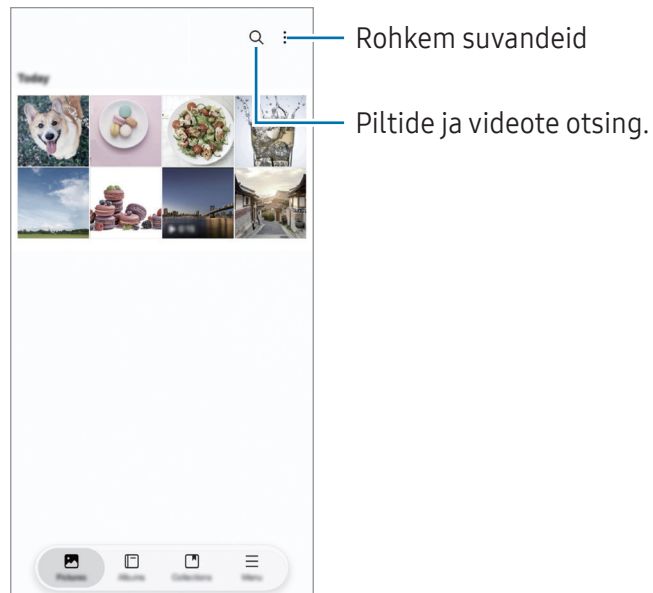 Rohkem suvandeid
Today
Piltide ja videote otsing.
Pictures
Albums
Collections
Menu